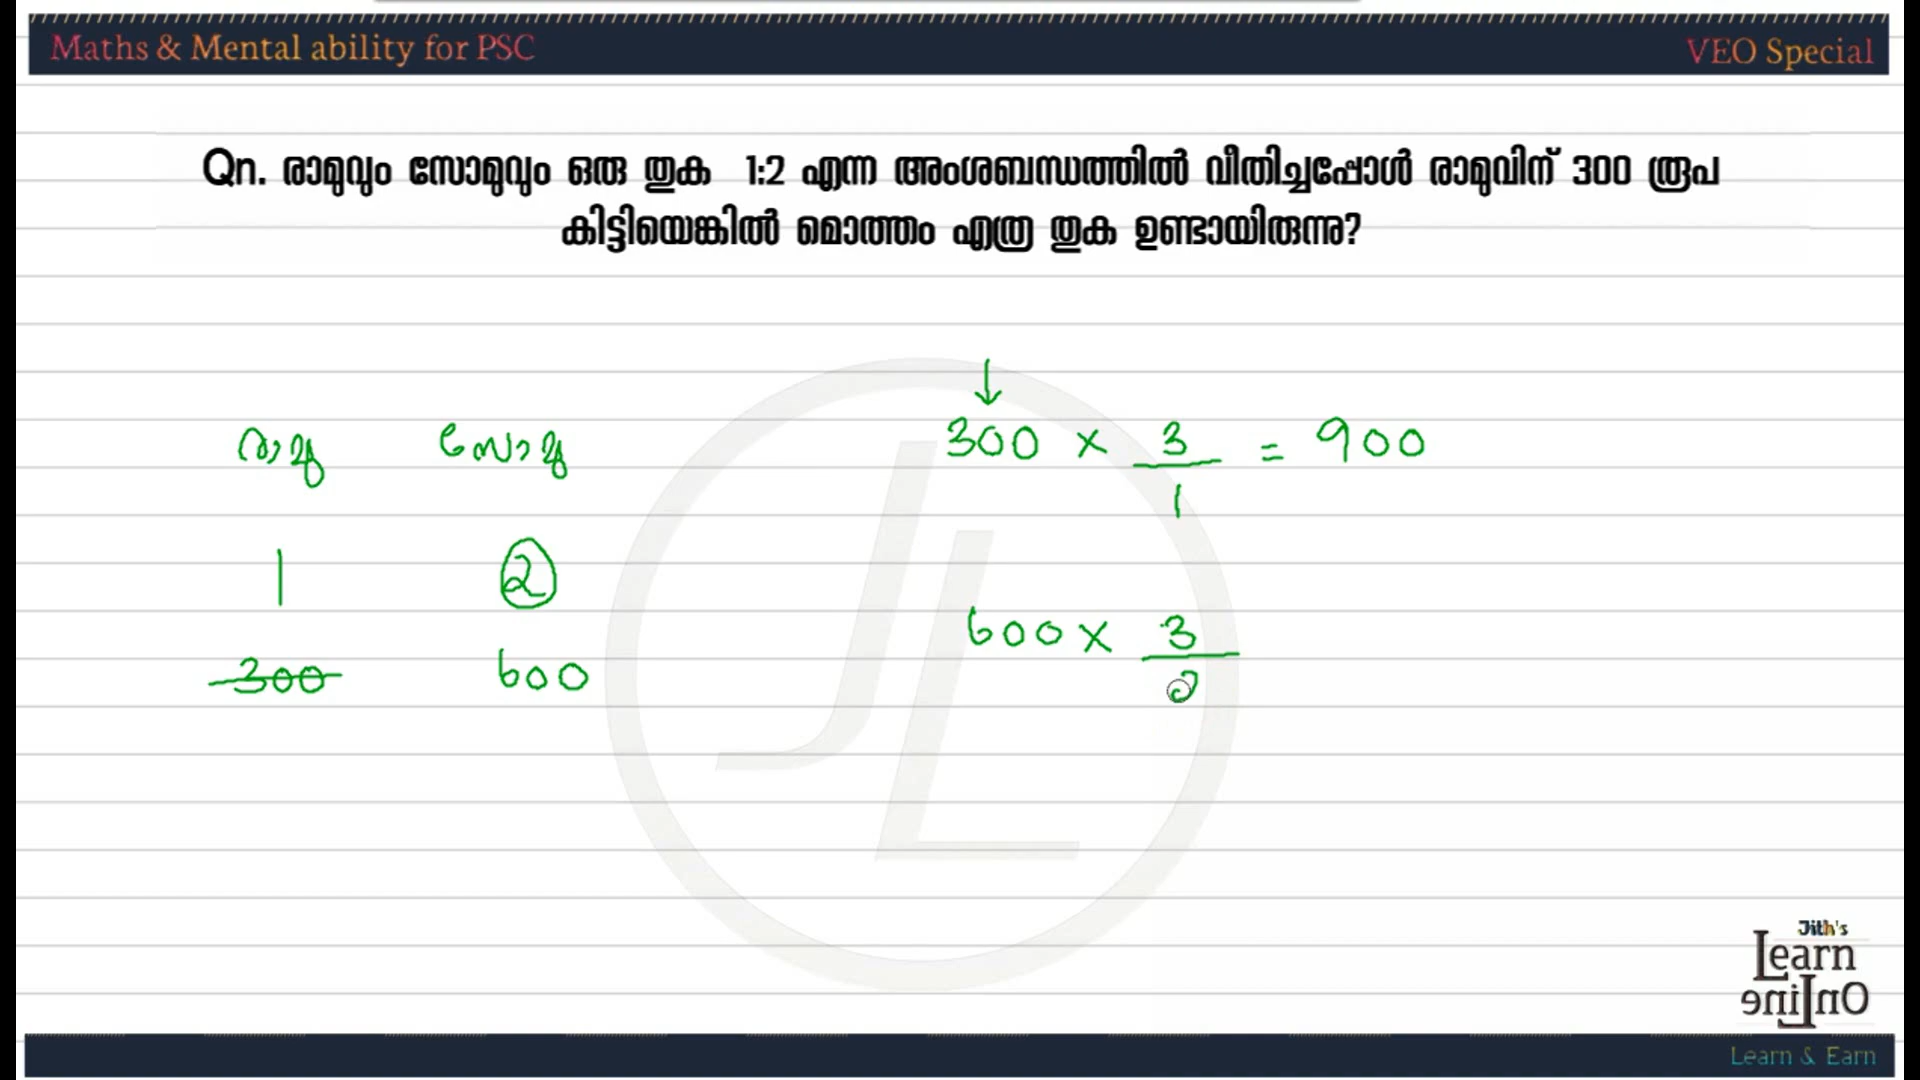 Maths & Mental ability for PSC
VEO Special
Qn. രാമുവും സോമുവും ഒരു തുക 1:2 എന്ന അംശബന്ധത്തിൽ വീതിച്ചപ്പോൾ രാമുവിന് 300 രൂപ
കിട്ടിയെങ്കിൽ മൊത്തം എത്ര തുക ഉണ്ടായിരുന്നു?
രാമു സോമു
1 2
300 600
300 × 3/1 = 900
600 × 3/2
JL
Jith's
Learn
OnLine
Learn & Earn